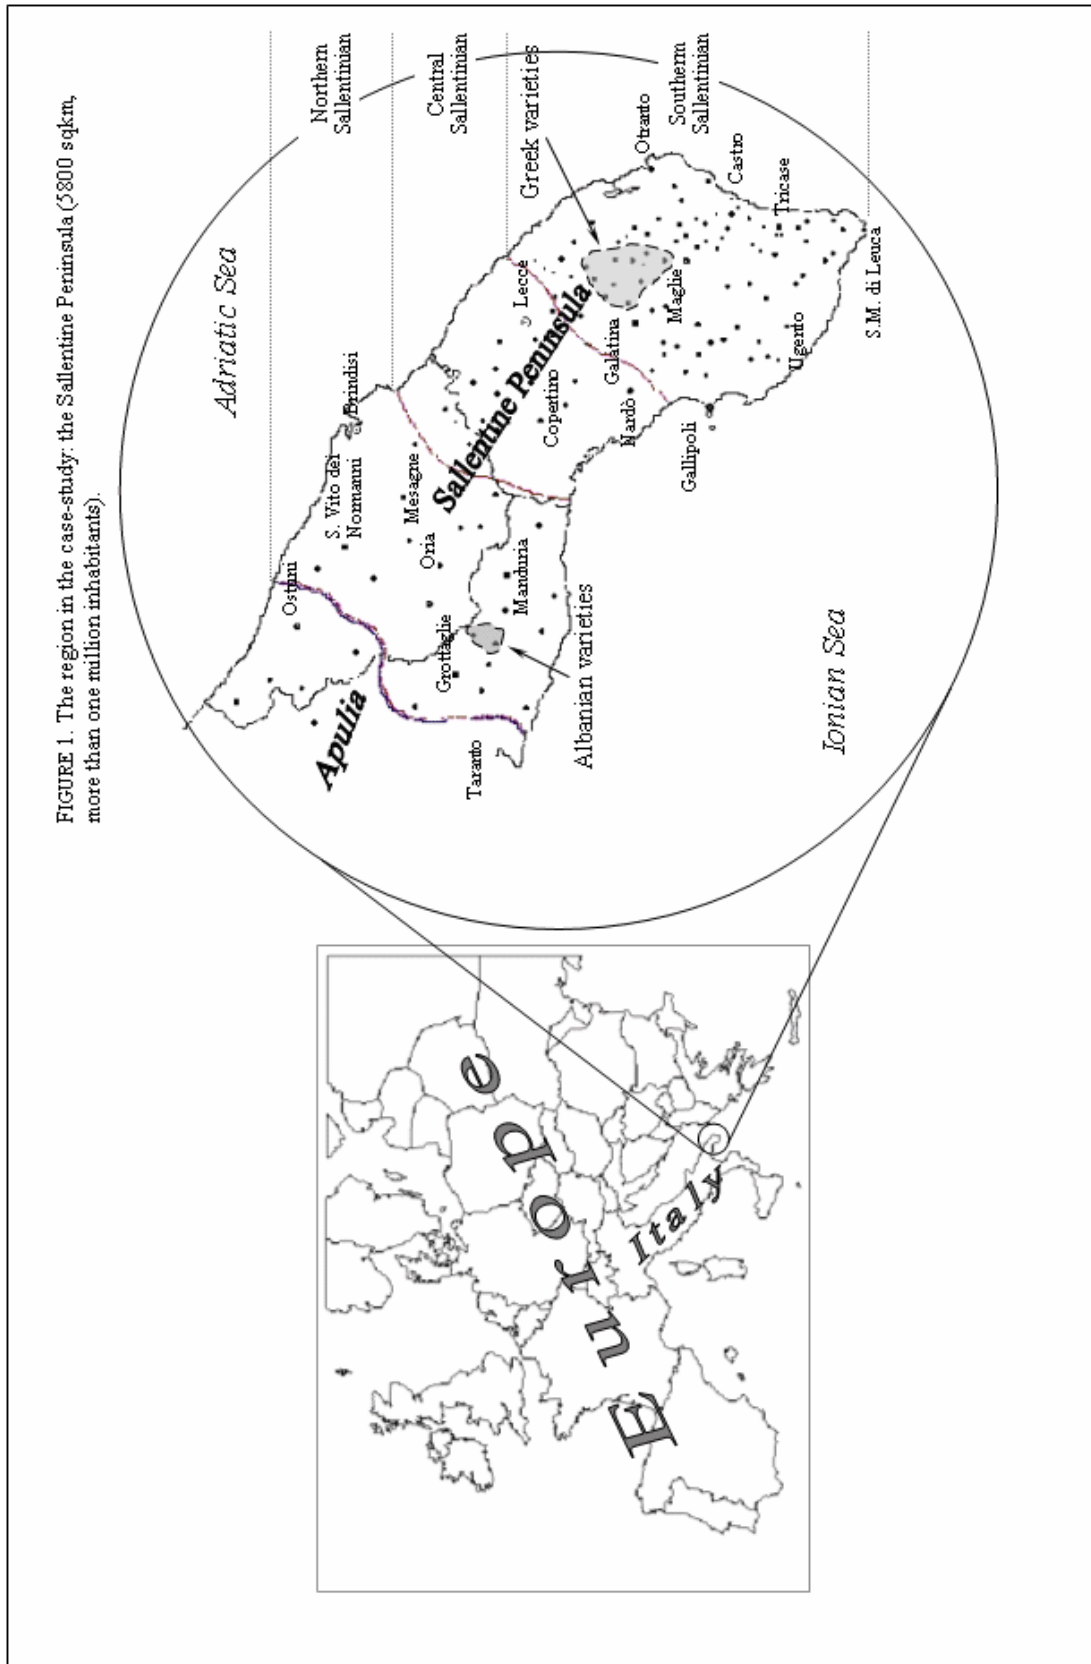 FIGURE 1. The region in the case-study: the Sallentine Peninsula (5800 sqkm,
more than one million inhabitants).
Adriatic Sea
Northern
Sallentinian
Central
Sallentinian
Greek varieties
Southern
Sallentinian
Apulia
Ostuni
S. Vito dei
Normanni
Brindisi
Mesagne
Oria
Grottaglie
Taranto
Manduria
Albanian varieties
Sallentine Peninsula
Lecce
Copertino
Galatina
Nardò
Gallipoli
Maglie
Otranto
Castro
Tricase
Ugento
S.M. di Leuca
Ionian Sea
Europe
Italy